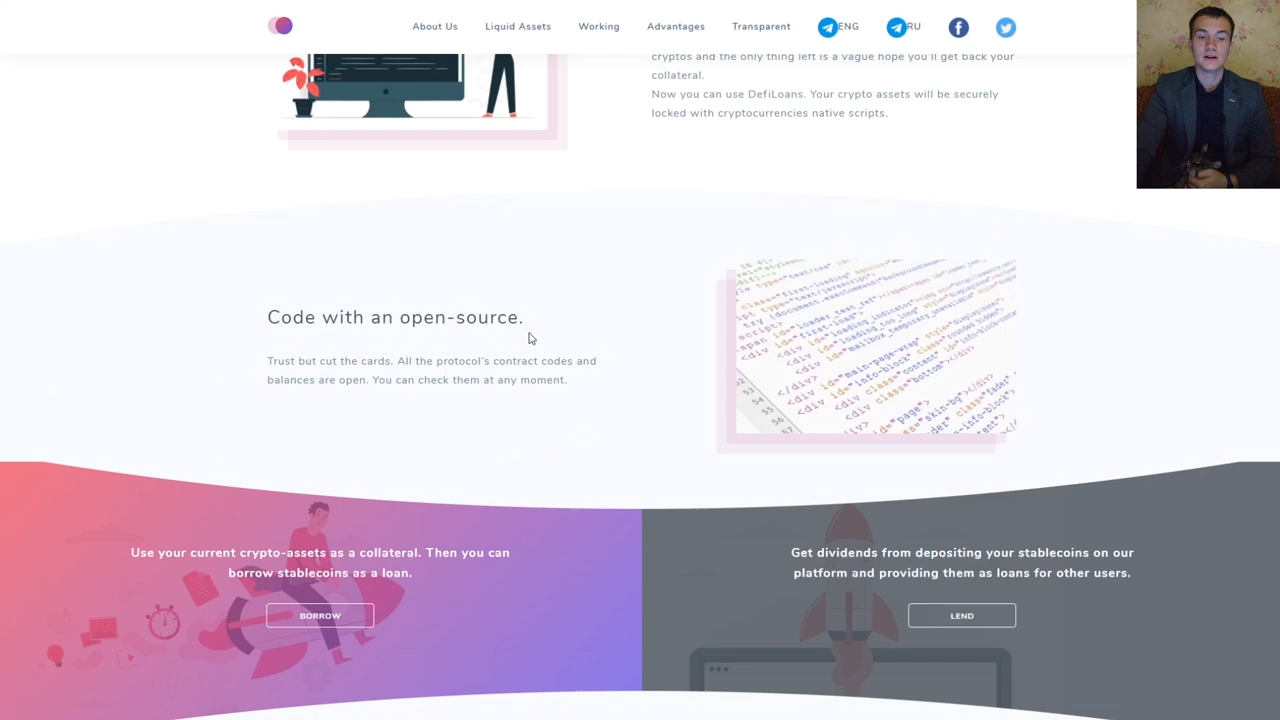 About Us
Liquid Assets
Working
Advantages
Transparent
ENG
RU
cryptos and the only thing left is a vague hope you'll get back your
collateral.
Now you can use DefiLoans. Your crypto assets will be securely
locked with cryptocurrencies native scripts.
Code with an open-source.
Trust but cut the cards. All the protocol's contract codes and
balances are open. You can check them at any moment.
Use your current crypto-assets as a collateral. Then you can
borrow stablecoins as a loan.
BORROW
Get dividends from depositing your stablecoins on our
platform and providing them as loans for other users.
LEND